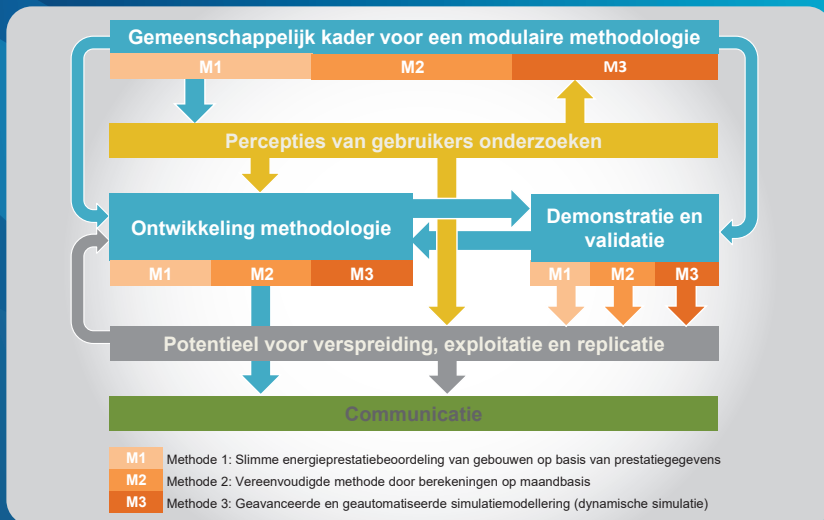 Gemeenschappelijk kader voor een modulaire methodologie
M1 M2 M3
Percepties van gebruikers onderzoeken
Ontwikkeling methodologie
Demonstratie en
validatie
M1 M2 M3
M1 M2 M3
Potentieel voor verspreiding, exploitatie en replicatie
Communicatie
M1 Methode 1: Slimme energieprestatiebeoordeling van gebouwen op basis van prestatiegegevens
M2 Methode 2: Vereenvoudigde methode door berekeningen op maandbasis
M3 Methode 3: Geavanceerde en geautomatiseerde simulatiemodellering (dynamische simulatie)